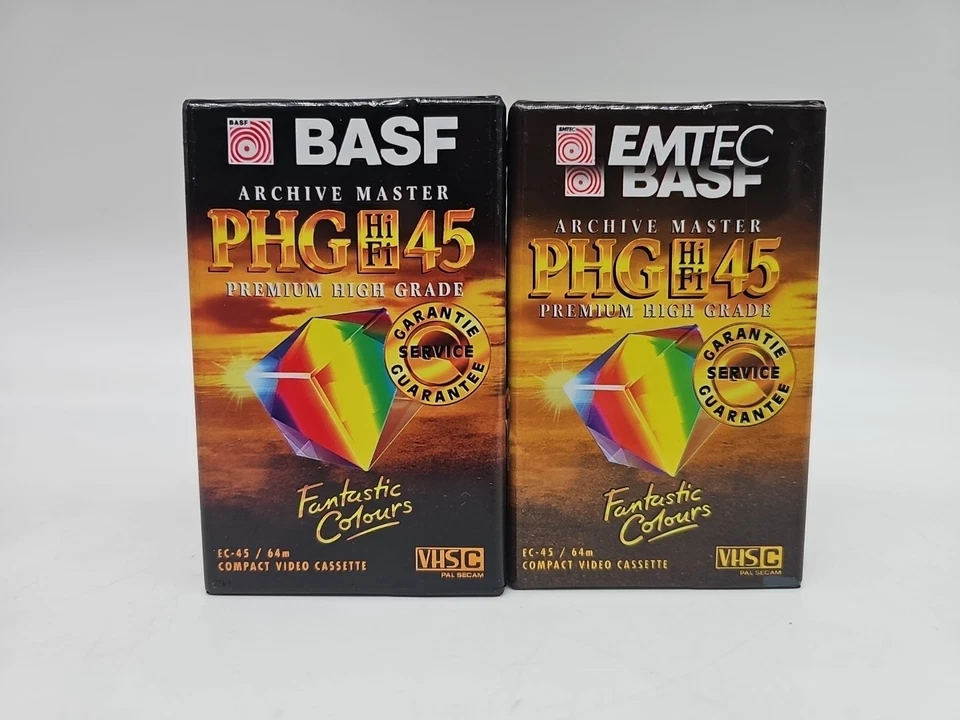 BASF
BASF
ARCHIVE MASTER
PHG Hi Fi 45
PREMIUM HIGH GRADE
GARANTIE
SERVICE
GUARANTEE
Fantastic
Colours
EC-45 / 64m
COMPACT VIDEO CASSETTE
VHS C
PAL SECAM
EMTEC
EMTEC
BASF
ARCHIVE MASTER
PHG Hi Fi 45
PREMIUM HIGH GRADE
GARANTIE
SERVICE
GUARANTEE
Fantastic
Colours
EC-45 / 64m
COMPACT VIDEO CASSETTE
VHS C
PAL SECAM